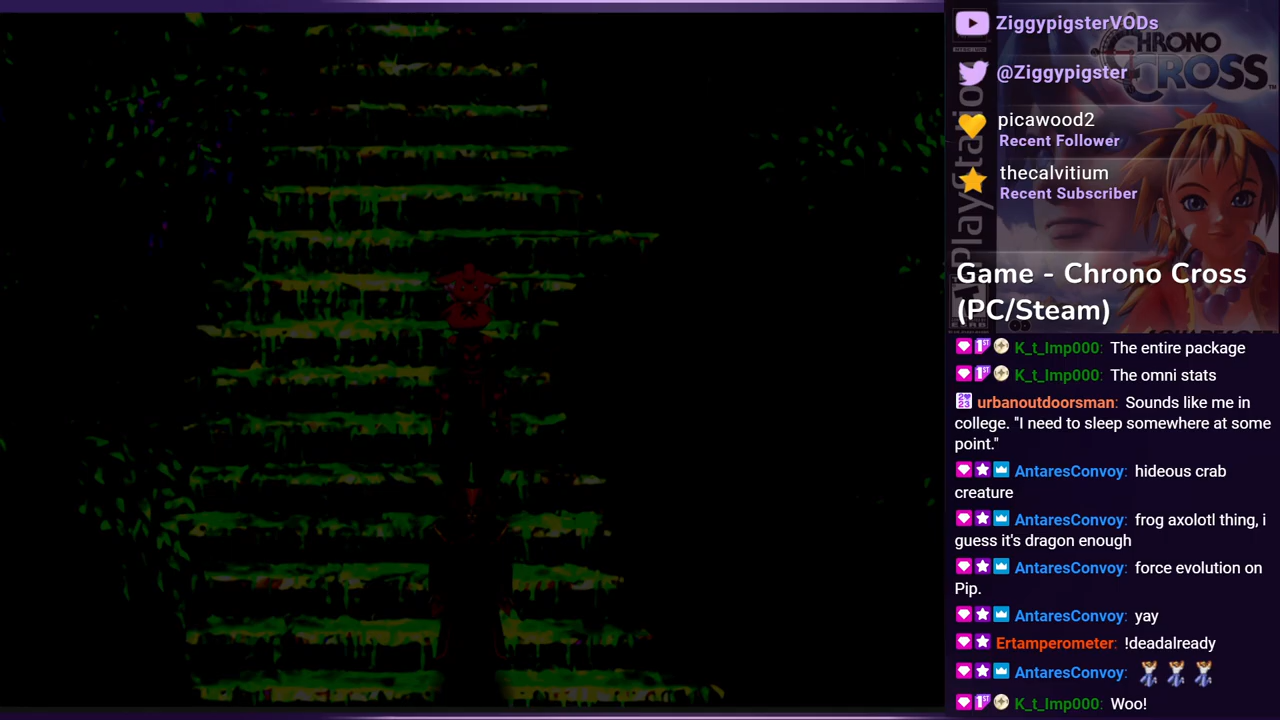 ZiggypigsterVODs
@Ziggypigster
picawood2
Recent Follower
thecalvitium
Recent Subscriber
CHRONO
CROSS
PlayStation
Game - Chrono Cross
(PC/Steam)
K_t_Imp000: The entire package
K_t_Imp000: The omni stats
urbanoutdoorsman: Sounds like me in
college. "I need to sleep somewhere at some
point."
AntaresConvoy: hideous crab
creature
AntaresConvoy: frog axolotl thing, i
guess it's dragon enough
AntaresConvoy: force evolution on
Pip.
AntaresConvoy: yay
Ertamperometer: !deadalready
AntaresConvoy:
K_t_Imp000: Woo!